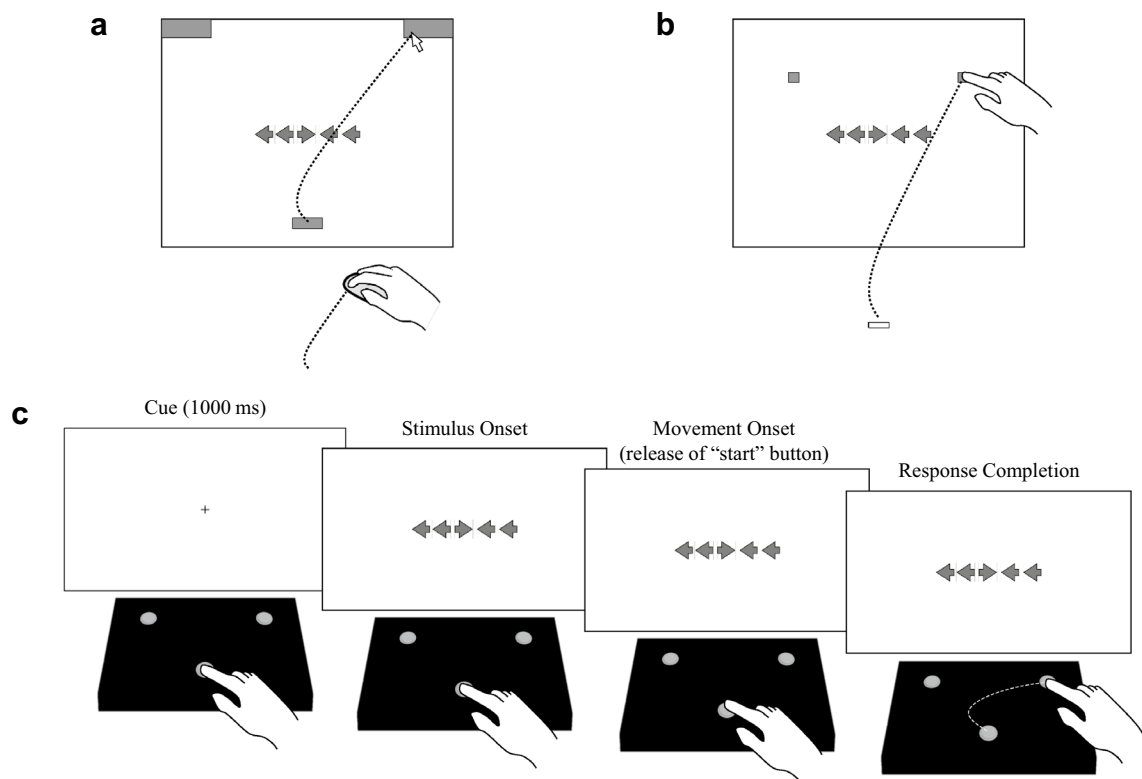 a
b
c
Cue (1000 ms)
Stimulus Onset
Movement Onset
(release of “start” button)
Response Completion